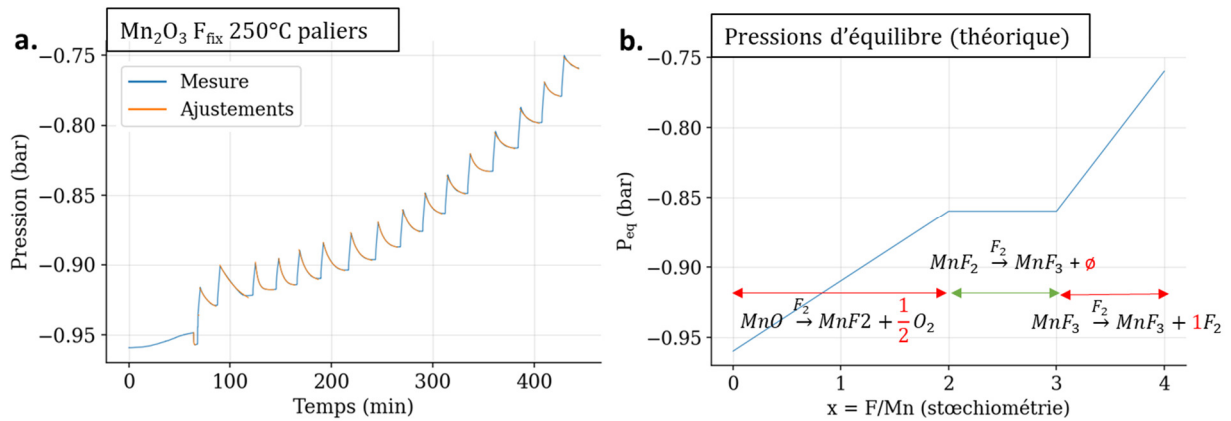 a.
Mn₂O₃ F_fix 250°C paliers
Mesure
Ajustements
−0.75
−0.80
−0.85
−0.90
−0.95
Pression (bar)
0 100 200 300 400
Temps (min)
b.
Pressions d'équilibre (théorique)
−0.75
−0.80
−0.85
−0.90
−0.95
P_eq (bar)
MnF₂ →(F₂) MnF₃ + ø
MnO →(F₂) MnF2 + 1/2 O₂
MnF₃ →(F₂) MnF₃ + 1F₂
0 1 2 3 4
x = F/Mn (stœchiométrie)